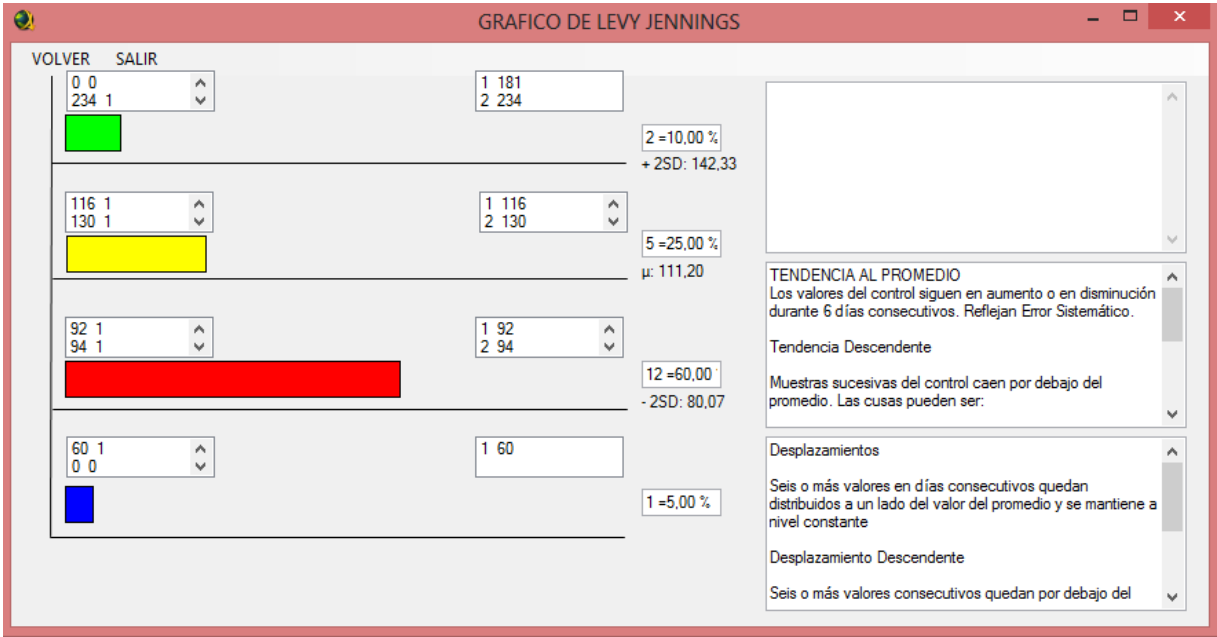 GRAFICO DE LEVY JENNINGS
VOLVER SALIR
0 0
234 1
1 181
2 234
2 =10,00 %
+ 2SD: 142,33
116 1
130 1
1 116
2 130
5 =25,00 %
µ: 111,20
92 1
94 1
1 92
2 94
12 =60,00
- 2SD: 80,07
60 1
0 0
1 60
1 =5,00 %
TENDENCIA AL PROMEDIO
Los valores del control siguen en aumento o en disminución
durante 6 días consecutivos. Reflejan Error Sistemático.
Tendencia Descendente
Muestras sucesivas del control caen por debajo del
promedio. Las cusas pueden ser:
Desplazamientos
Seis o más valores en días consecutivos quedan
distribuidos a un lado del valor del promedio y se mantiene a
nivel constante
Desplazamiento Descendente
Seis o más valores consecutivos quedan por debajo del